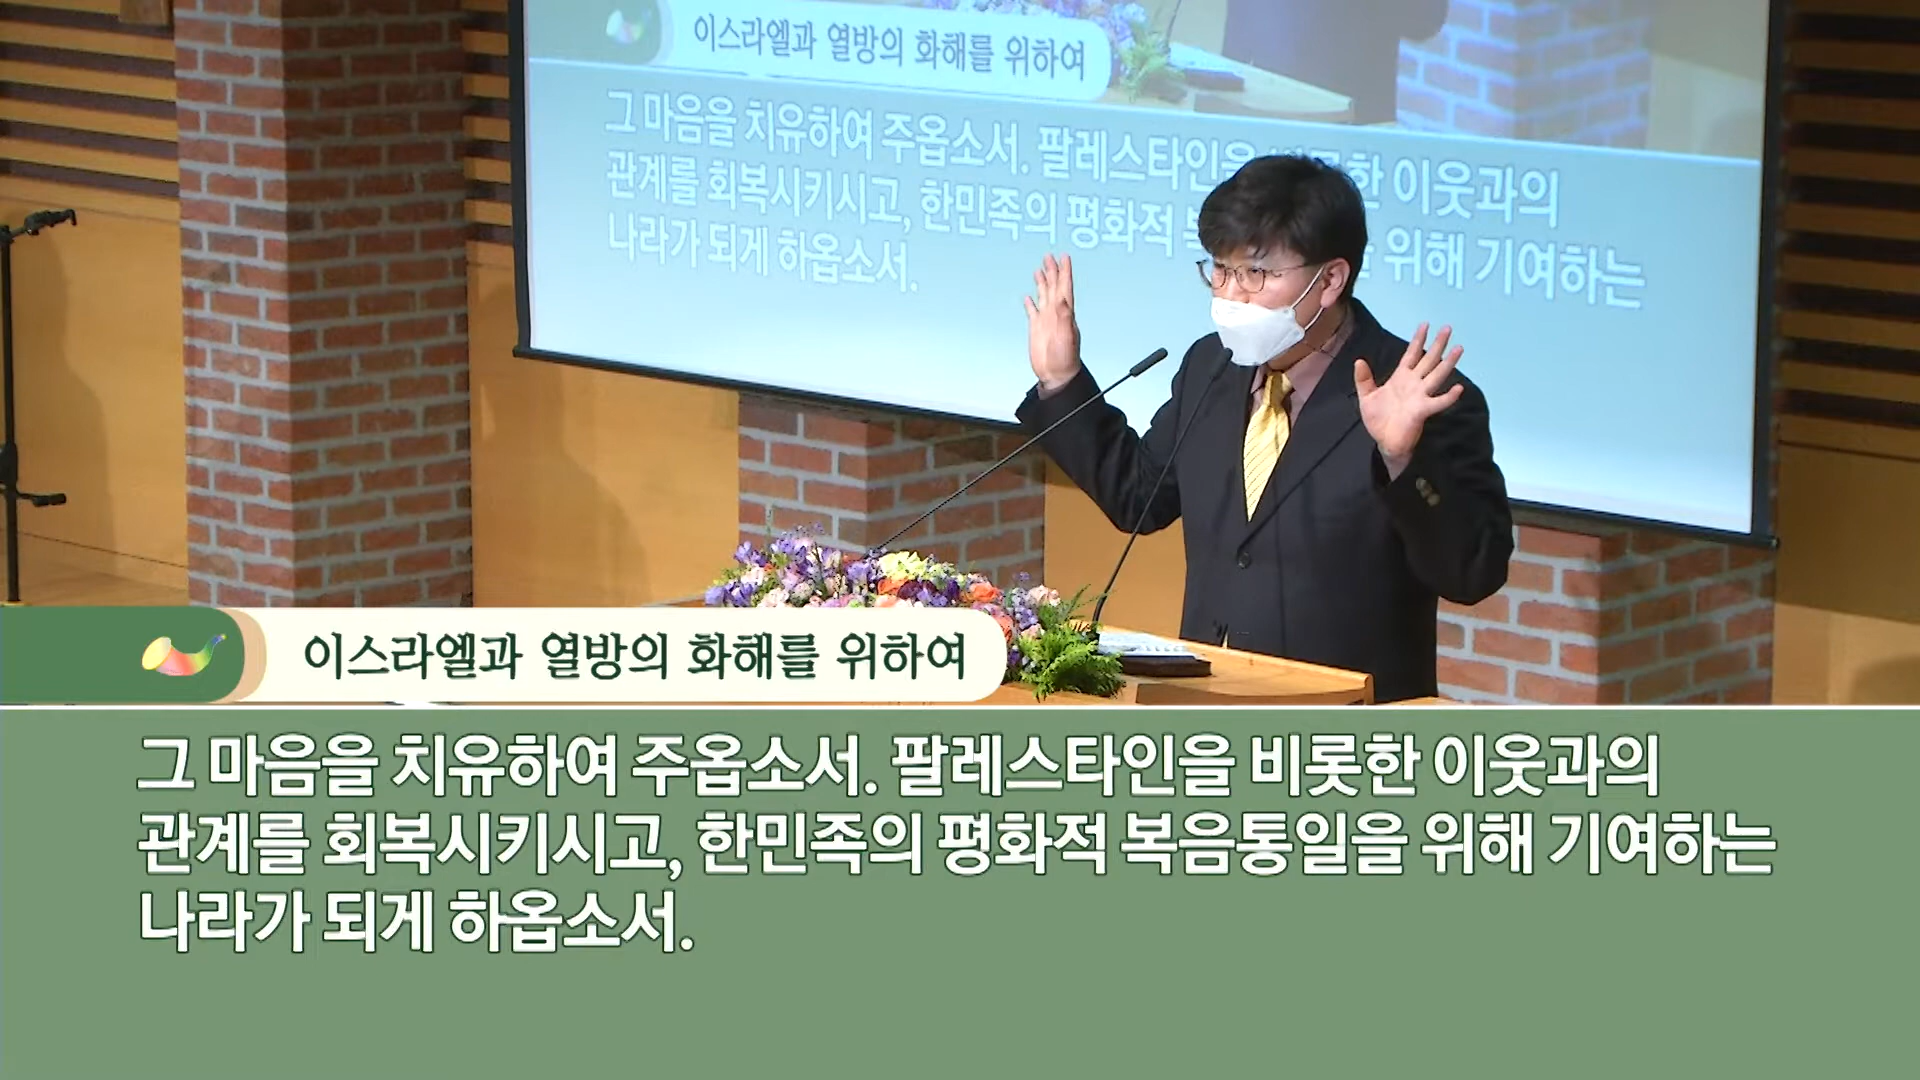 이스라엘과 열방의 화해를 위하여
그 마음을 치유하여 주옵소서. 팔레스타인을 한 이웃과의
관계를 회복시키시고, 한민족의 평화적 위해 기여하는
나라가 되게 하옵소서.
이스라엘과 열방의 화해를 위하여
그 마음을 치유하여 주옵소서. 팔레스타인을 비롯한 이웃과의
관계를 회복시키시고, 한민족의 평화적 복음통일을 위해 기여하는
나라가 되게 하옵소서.